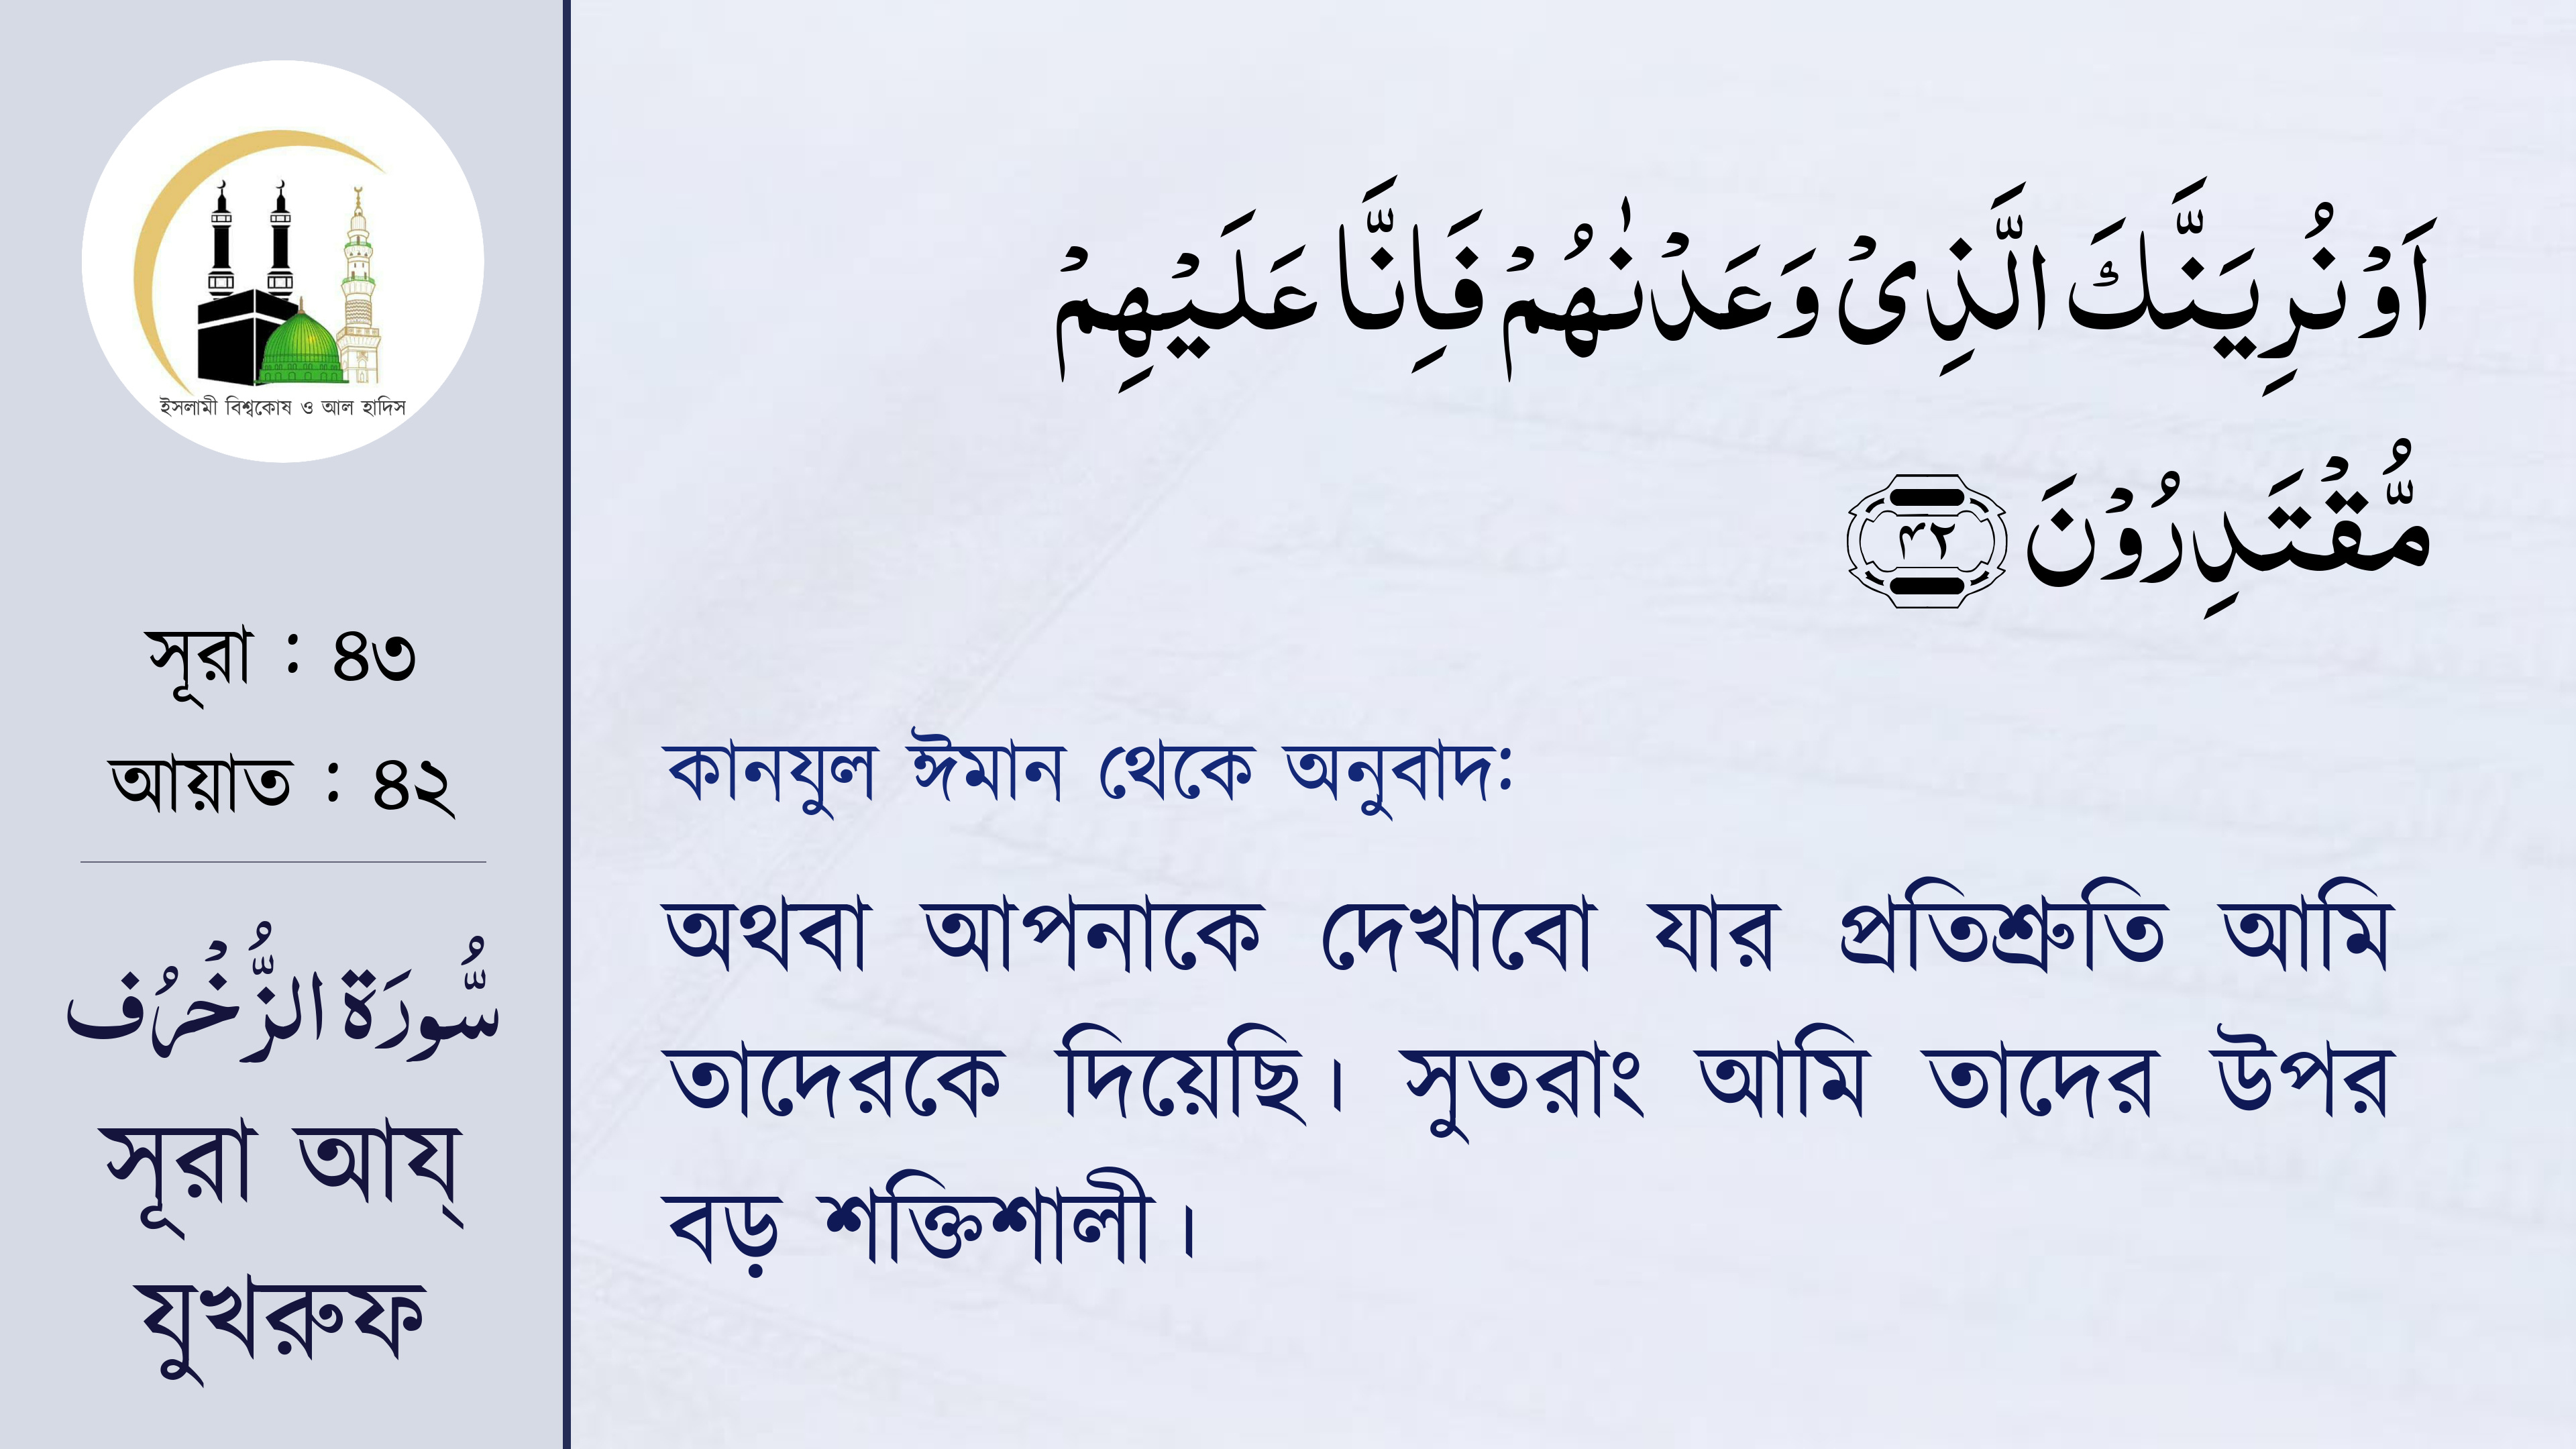 ইসলামী বিশ্বকোষ ও আল হাদিস
সূরা : ৪৩
আয়াত : ৪২
سُّورَة الزُّخْرُف
সূরা আয্
যুখরুফ
اَوْ نُرِيَنَّكَ الَّذِىْ وَعَدْنٰهُمْ فَاِنَّا عَلَيْهِمْ
مُّقْتَدِرُوْنَ ۴۲
কানযুল ঈমান থেকে অনুবাদ:
অথবা আপনাকে দেখাবো যার প্রতিশ্রুতি আমি
তাদেরকে দিয়েছি। সুতরাং আমি তাদের উপর
বড় শক্তিশালী।